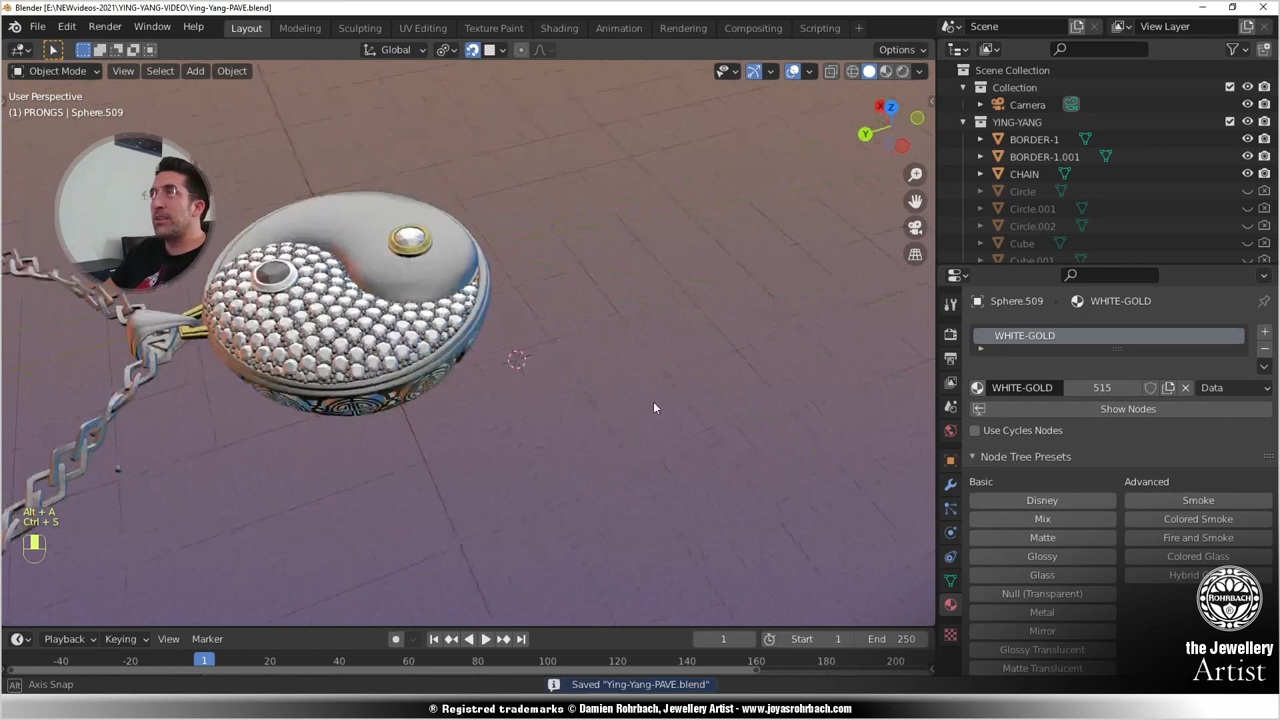 Blender [E:\NEWvideos-2021\YING-YANG-VIDEO\Ying-Yang-PAVE.blend]
File Edit Render Window Help Layout Modeling Sculpting UV Editing Texture Paint Shading Animation Rendering Compositing Scripting + Scene View Layer
Global Options
Object Mode View Select Add Object
User Perspective
(1) PRONGS | Sphere.509
X Y Z
Scene Collection
Collection
Camera
YING-YANG
BORDER-1
BORDER-1.001
CHAIN
Circle
Circle.001
Circle.002
Cube
Cube.001
Sphere.509 WHITE-GOLD
WHITE-GOLD
WHITE-GOLD 515 Data
Show Nodes
Use Cycles Nodes
Node Tree Presets
Basic Advanced
Disney Smoke
Mix Colored Smoke
Matte Fire and Smoke
Glossy Colored Glass
Glass Hybrid
Null (Transparent)
Metal
Mirror
Glossy Translucent
Matte Translucent
Alt + A
Ctrl + S
Playback Keying View Marker 1 Start 1 End 250
-40 -20 1 20 40 60 80 100 120 140 160 180 200
Alt Axis Snap Saved "Ying-Yang-PAVE.blend"
ROHRBACH
the Jewellery
Artist
® Registered trademarks © Damien Rohrbach, Jewellery Artist - www.joyasrohrbach.com